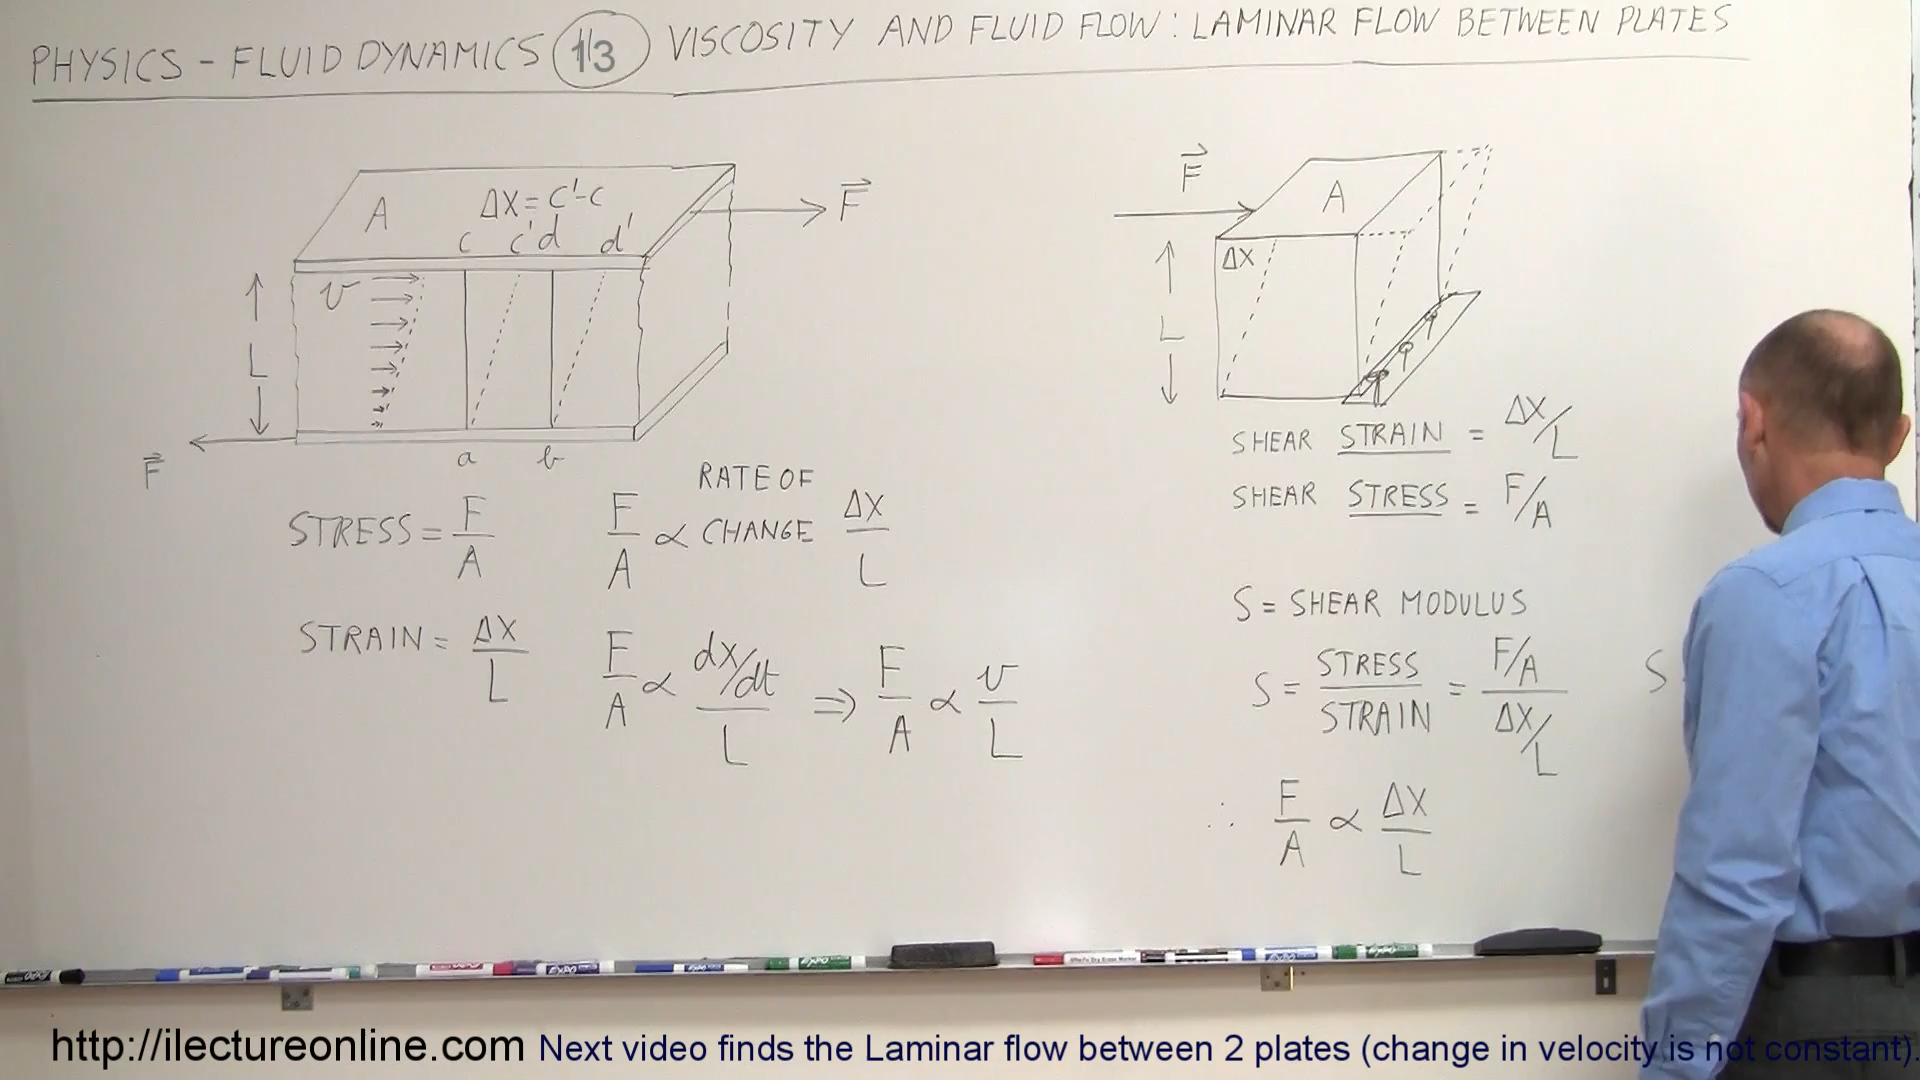 PHYSICS - FLUID DYNAMICS 13 VISCOSITY AND FLUID FLOW: LAMINAR FLOW BETWEEN PLATES
A
ΔX = C'-C
c c' d d'
F⃗
v
L
F⃗
a b
STRESS = F/A
F/A ∝ RATE OF CHANGE ΔX/L
STRAIN = ΔX/L
F/A ∝ (dx/dt)/L ⇒ F/A ∝ v/L
F⃗
A
ΔX
L
SHEAR STRAIN = ΔX/L
SHEAR STRESS = F/A
S = SHEAR MODULUS
S = STRESS/STRAIN = (F/A)/(ΔX/L)
S
∴ F/A ∝ ΔX/L
http://ilectureonline.com Next video finds the Laminar flow between 2 plates (change in velocity is not constant).